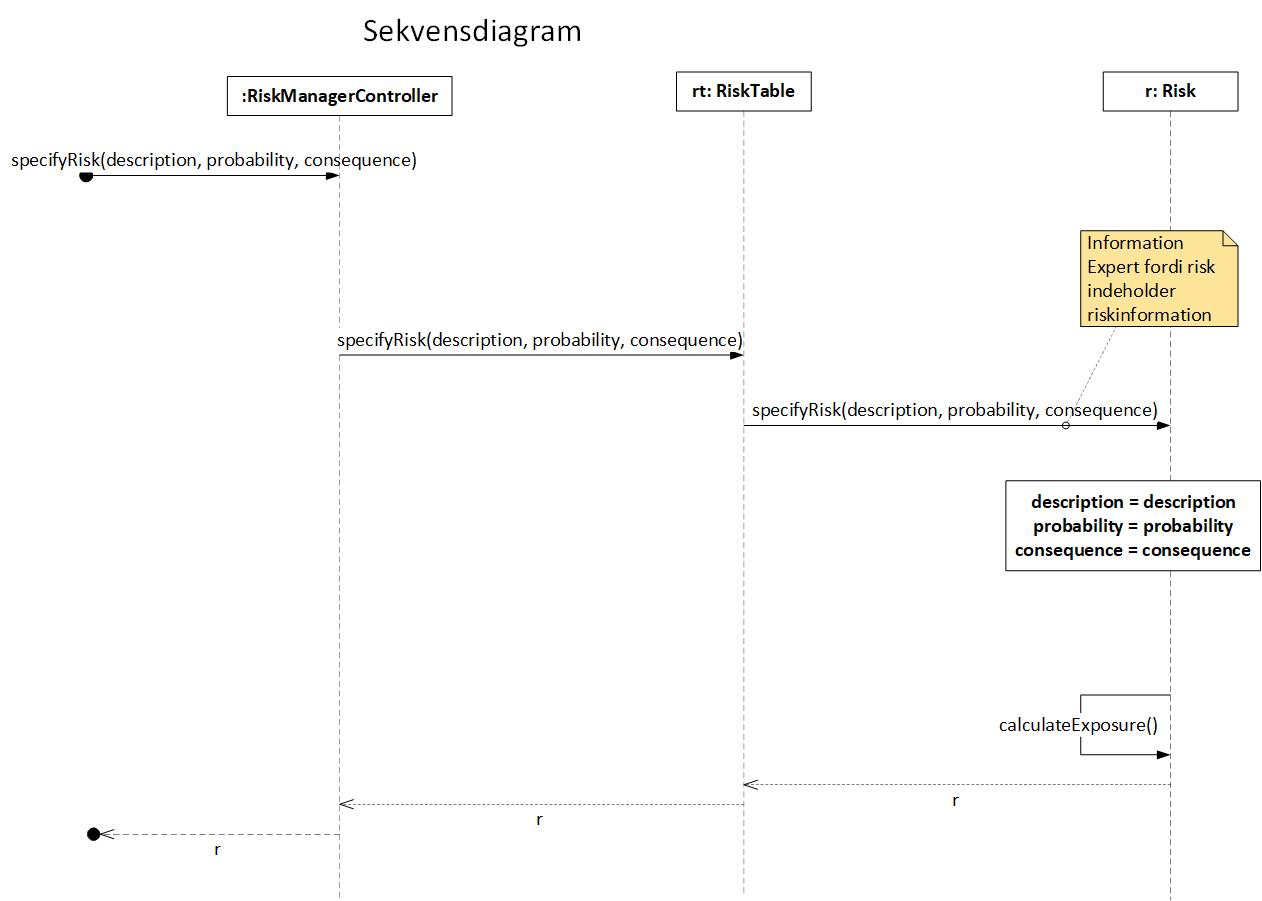 Sekvensdiagram
:RiskManagerController
rt: RiskTable
r: Risk
specifyRisk(description, probability, consequence)
Information
Expert fordi risk
indeholder
riskinformation
specifyRisk(description, probability, consequence)
specifyRisk(description, probability, consequence)
description = description
probability = probability
consequence = consequence
calculateExposure()
r
r
r